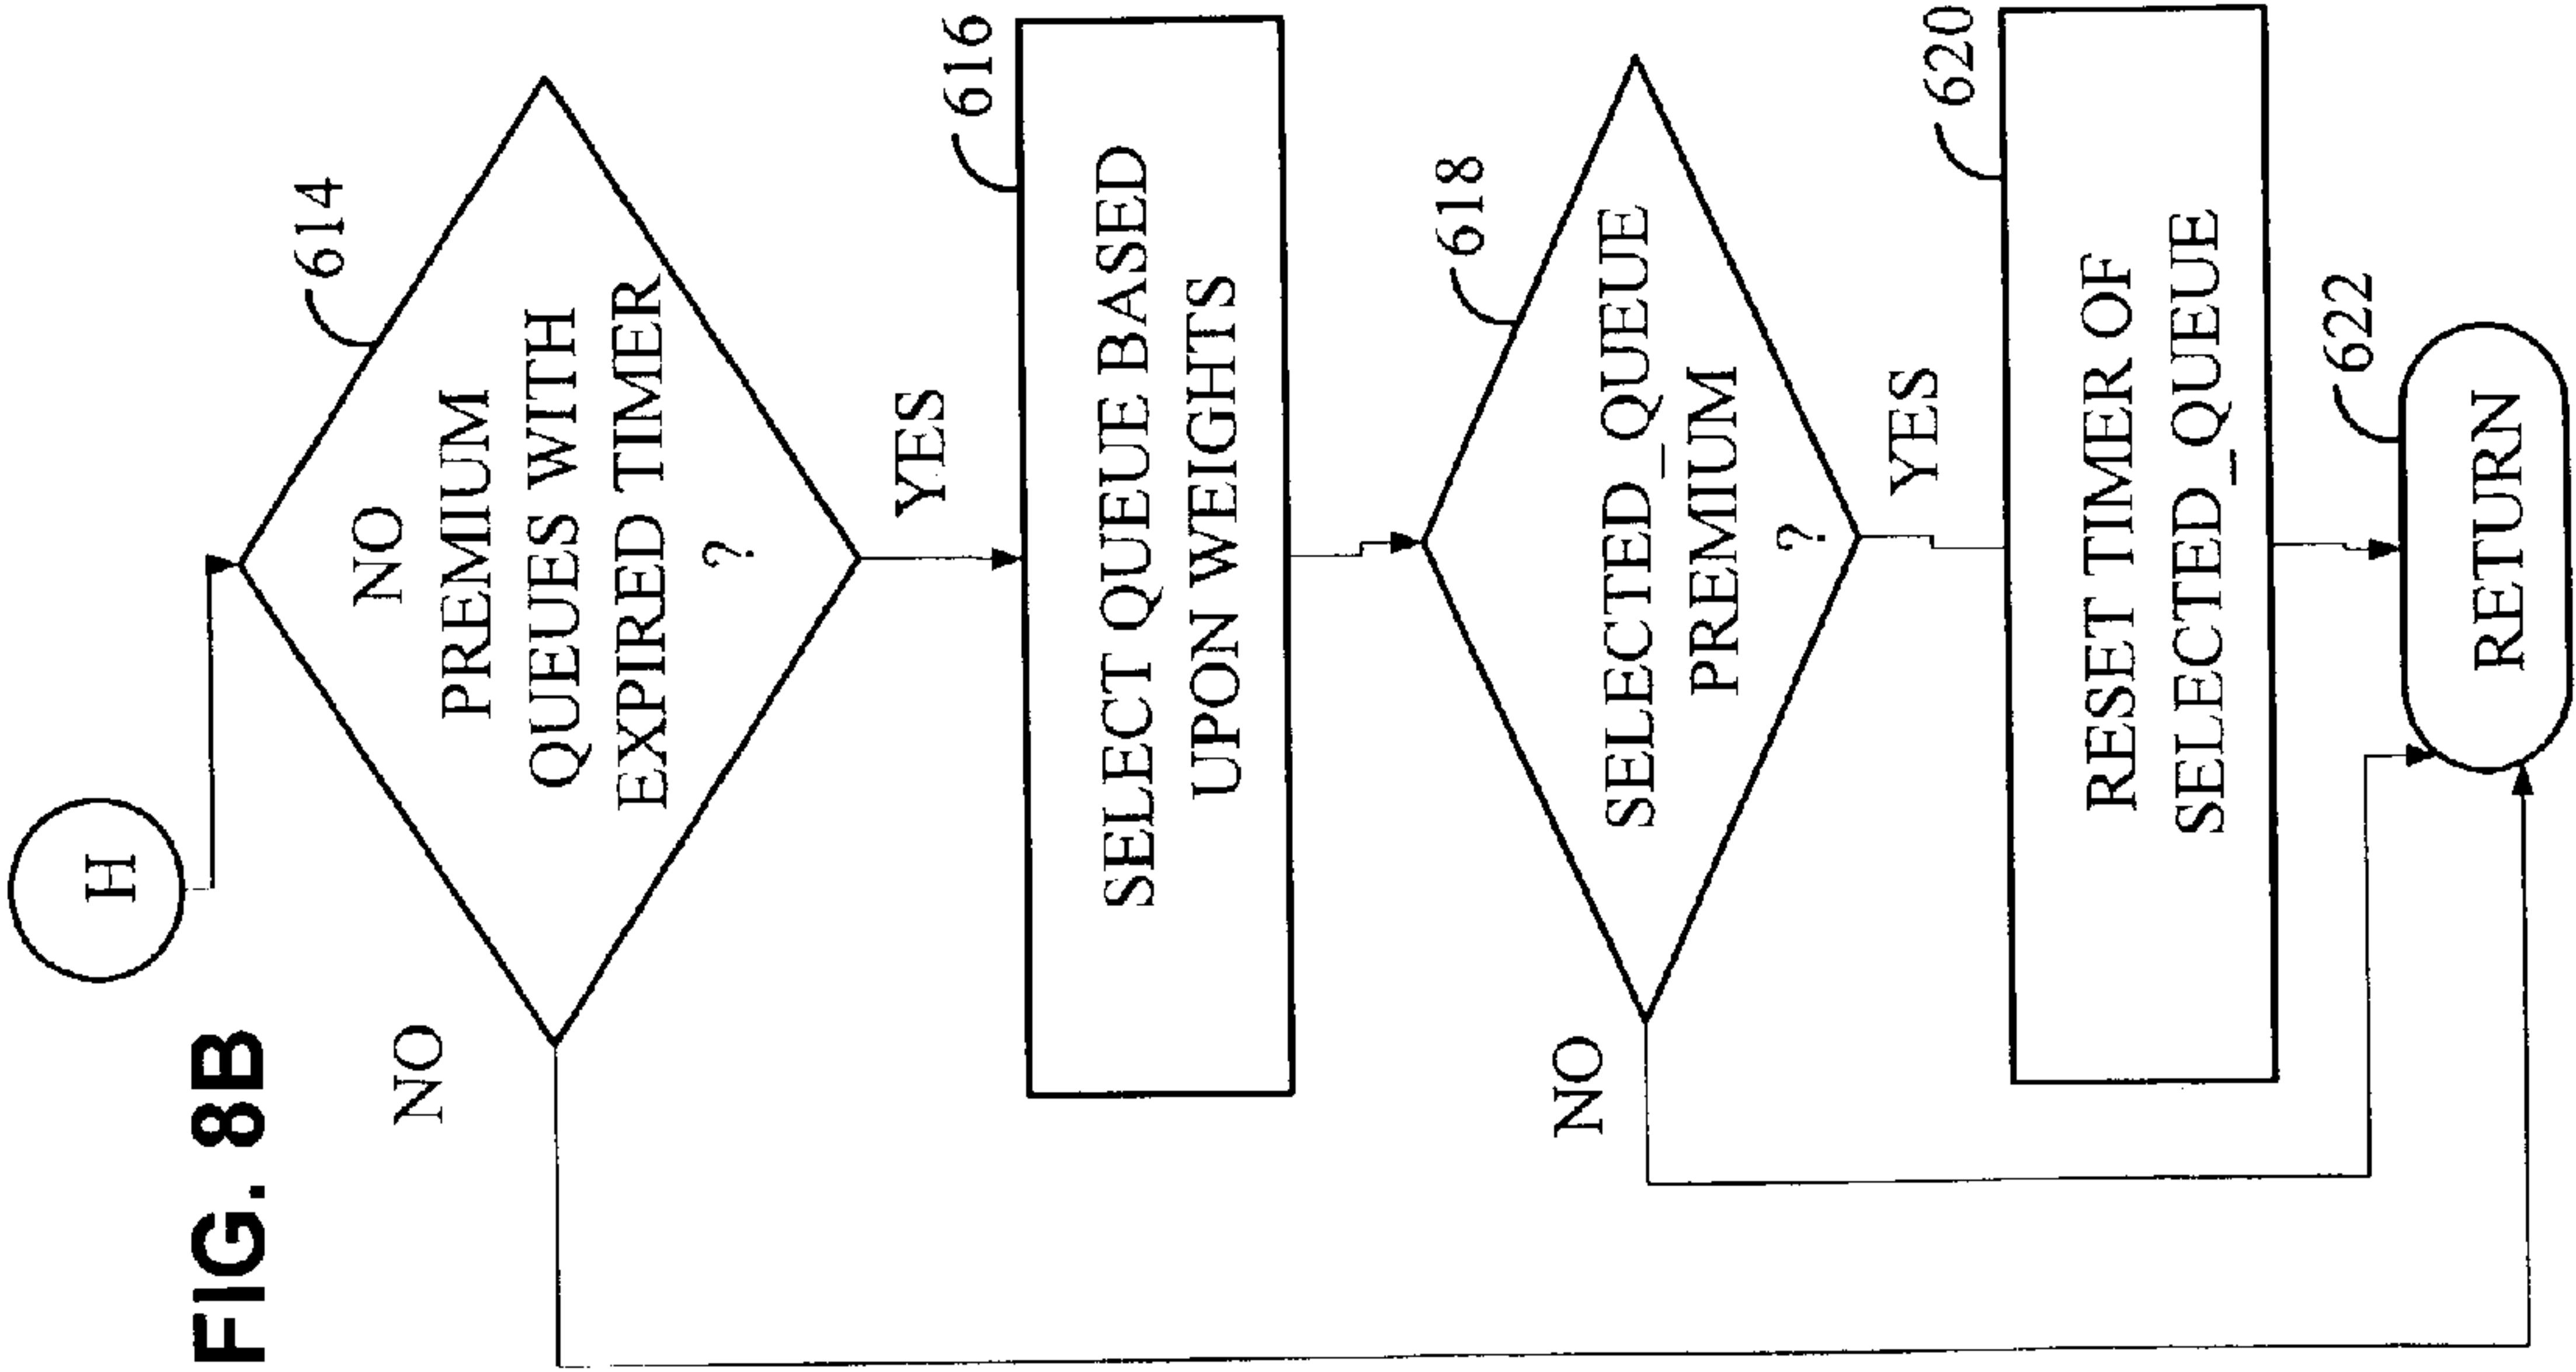 FIG. 8B
H
614
NO
PREMIUM
QUEUES WITH
EXPIRED TIMER
?
NO
YES
616
SELECT QUEUE BASED
UPON WEIGHTS
618
SELECTED_QUEUE
PREMIUM
?
NO
YES
620
RESET TIMER OF
SELECTED_QUEUE
622
RETURN